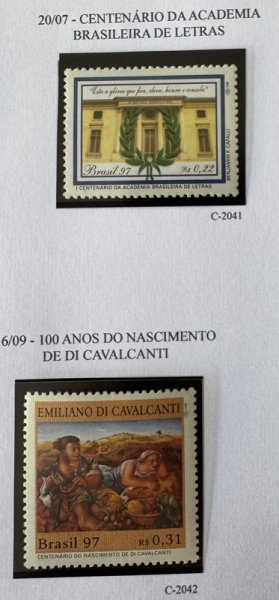 20/07 - CENTENÁRIO DA ACADEMIA
BRASILEIRA DE LETRAS
"Esta a glória que fica, eleva, honra e consola"
Brasil 97 R$ 0,22
I CENTENÁRIO DA ACADEMIA BRASILEIRA DE LETRAS
C-2041
6/09 - 100 ANOS DO NASCIMENTO
DE DI CAVALCANTI
EMILIANO DI CAVALCANTI
Brasil 97 R$ 0,31
CENTENÁRIO DO NASCIMENTO DE DI CAVALCANTI
C-2042